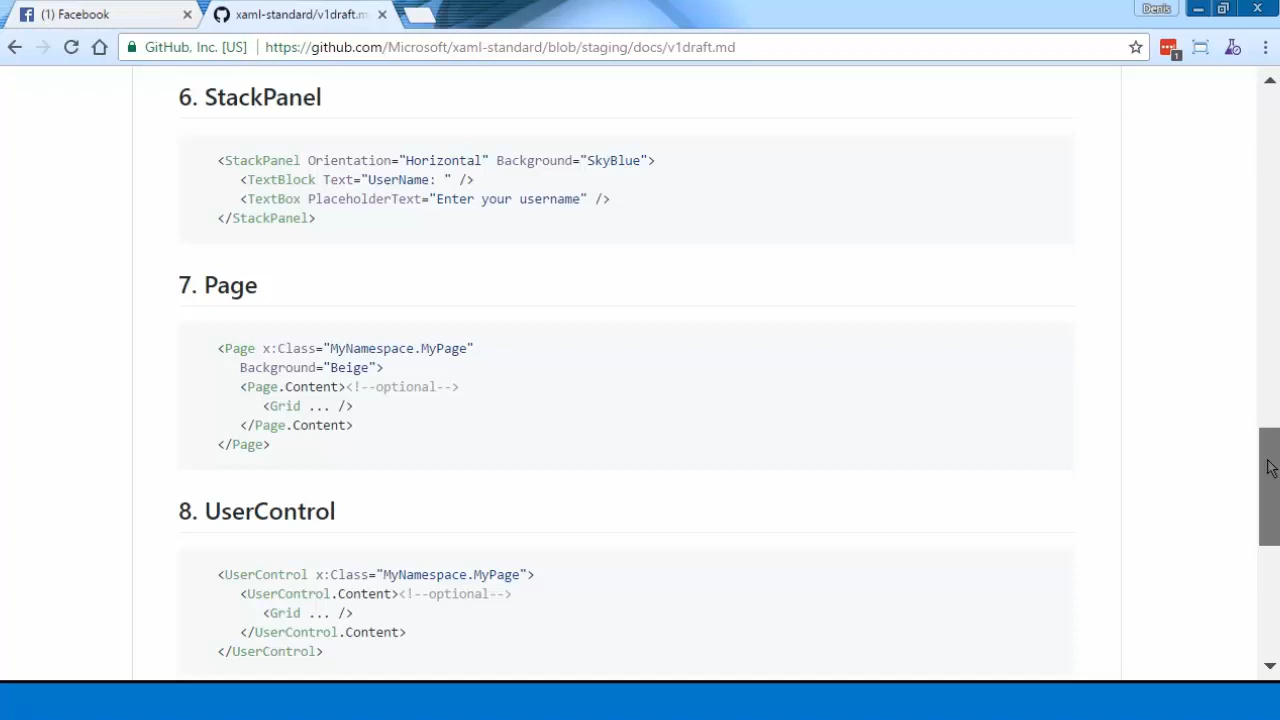 (1) Facebook
xaml-standard/v1draft.m
Denis
GitHub, Inc. [US]
https://github.com/Microsoft/xaml-standard/blob/staging/docs/v1draft.md
1
6. StackPanel
<StackPanel Orientation="Horizontal" Background="SkyBlue">
<TextBlock Text="UserName: " />
<TextBox PlaceholderText="Enter your username" />
</StackPanel>
7. Page
<Page x:Class="MyNamespace.MyPage"
Background="Beige">
<Page.Content><!--optional-->
<Grid ... />
</Page.Content>
</Page>
8. UserControl
<UserControl x:Class="MyNamespace.MyPage">
<UserControl.Content><!--optional-->
<Grid ... />
</UserControl.Content>
</UserControl>